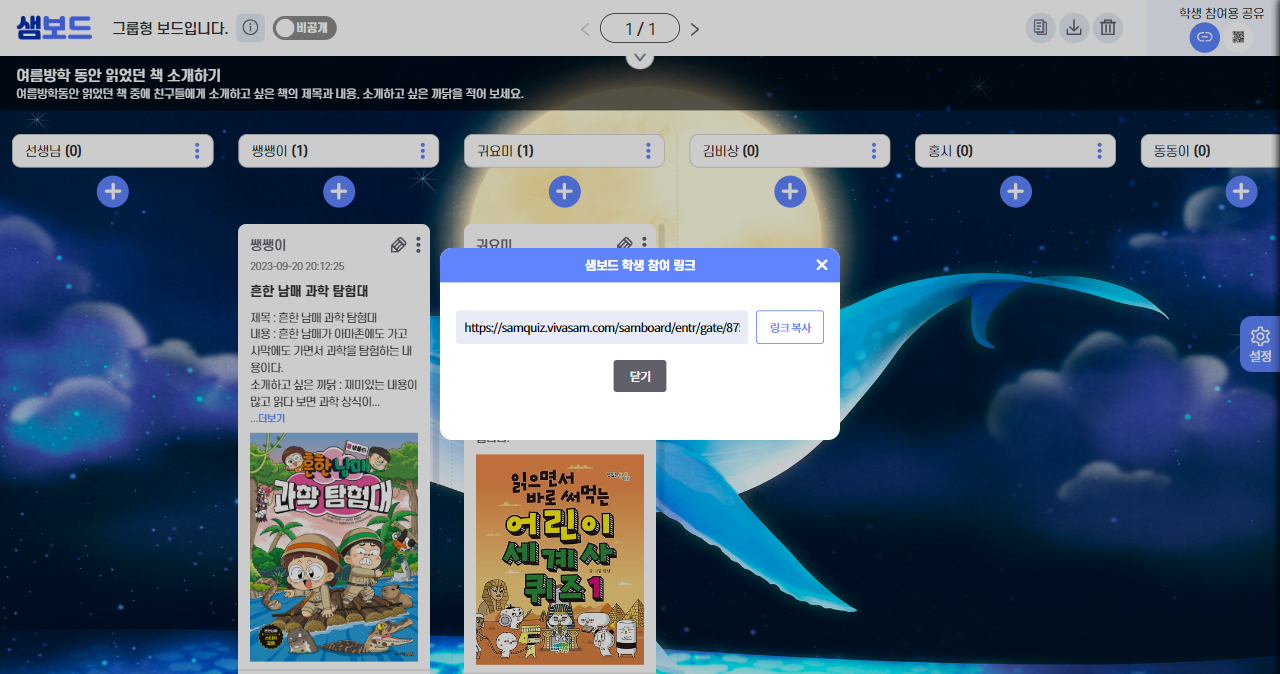 샘보드
그룹형 보드입니다.
비공개
1 / 1
학생 참여용 공유
여름방학 동안 읽었던 책 소개하기
여름방학동안 읽었던 책 중에 친구들에게 소개하고 싶은 책의 제목과 내용. 소개하고 싶은 까닭을 적어 보세요.
선생님 (0)
쌩쌩이 (1)
귀요미 (1)
김비상 (0)
홍시 (0)
동동이 (0)
쌩쌩이
2023-09-20 20:12:25
흔한 남매 과학 탐험대
제목 : 흔한 남매 과학 탐험대
내용 : 흔한 남매가 아마존에도 가고
사막에도 가면서 과학을 탐험하는 내
용이다.
소개하고 싶은 까닭 : 재미있는 내용이
많고 읽다 보면 과학 상식이...
...더보기
흔한남매
과학 탐험대
귀요미
읽으면서
바로 써먹는
어린이
세계사
퀴즈 1
샘보드 학생 참여 링크
https://samquiz.vivasam.com/samboard/entr/gate/87
링크 복사
닫기
설정